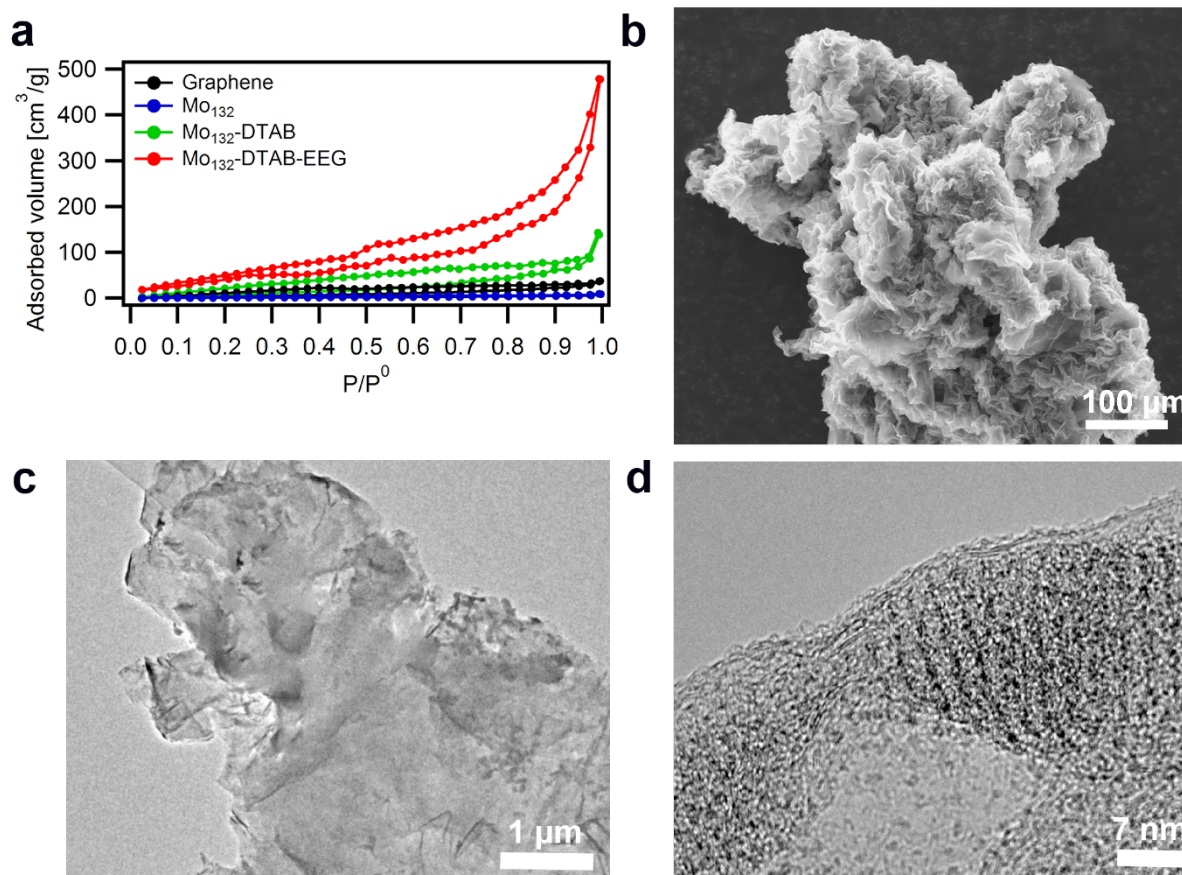 a
Adsorbed volume [cm³/g]
500
400
300
200
100
0
Graphene
Mo₁₃₂
Mo₁₃₂-DTAB
Mo₁₃₂-DTAB-EEG
0.0 0.1 0.2 0.3 0.4 0.5 0.6 0.7 0.8 0.9 1.0
P/P⁰
b
100 µm
c
1 µm
d
7 nm